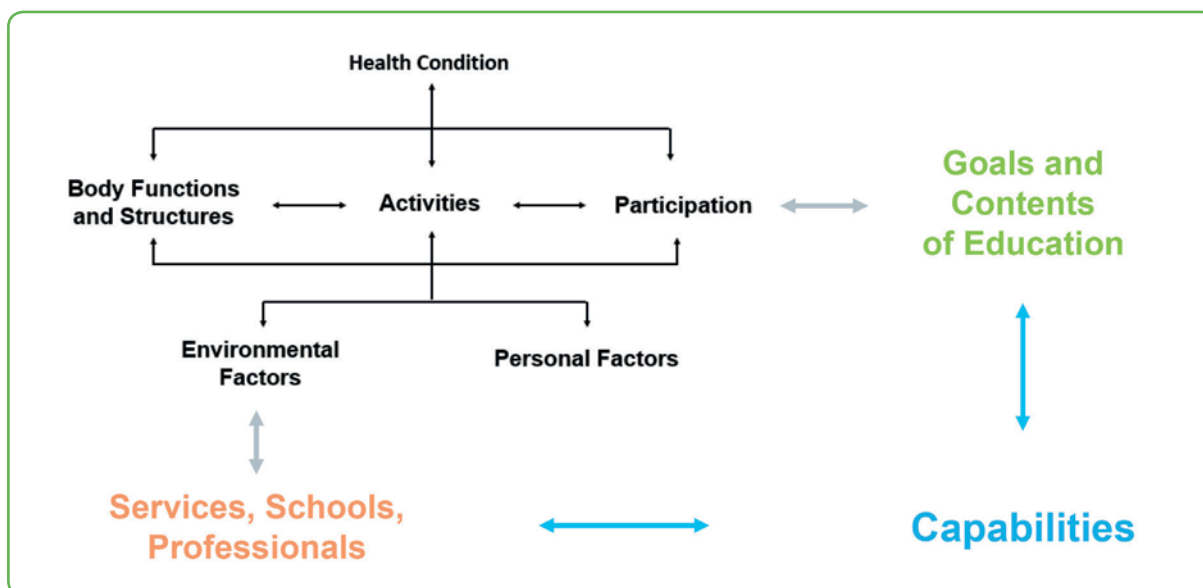 Health Condition
Body Functions
and Structures
Activities
Participation
Goals and
Contents
of Education
Environmental
Factors
Personal Factors
Services, Schools,
Professionals
Capabilities